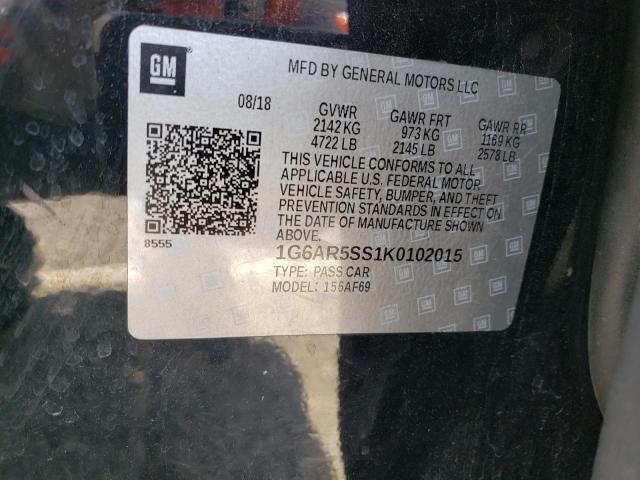 GM
MFD BY GENERAL MOTORS LLC
08/18
GVWR GAWR FRT GAWR RR
2142 KG 973 KG 1169 KG
4722 LB 2145 LB 2578 LB
THIS VEHICLE CONFORMS TO ALL
APPLICABLE U.S. FEDERAL MOTOR
VEHICLE SAFETY, BUMPER, AND THEFT
PREVENTION STANDARDS IN EFFECT ON
THE DATE OF MANUFACTURE SHOWN
ABOVE.
8555
1G6AR5SS1K0102015
TYPE: PASS CAR
MODEL: 156AF69